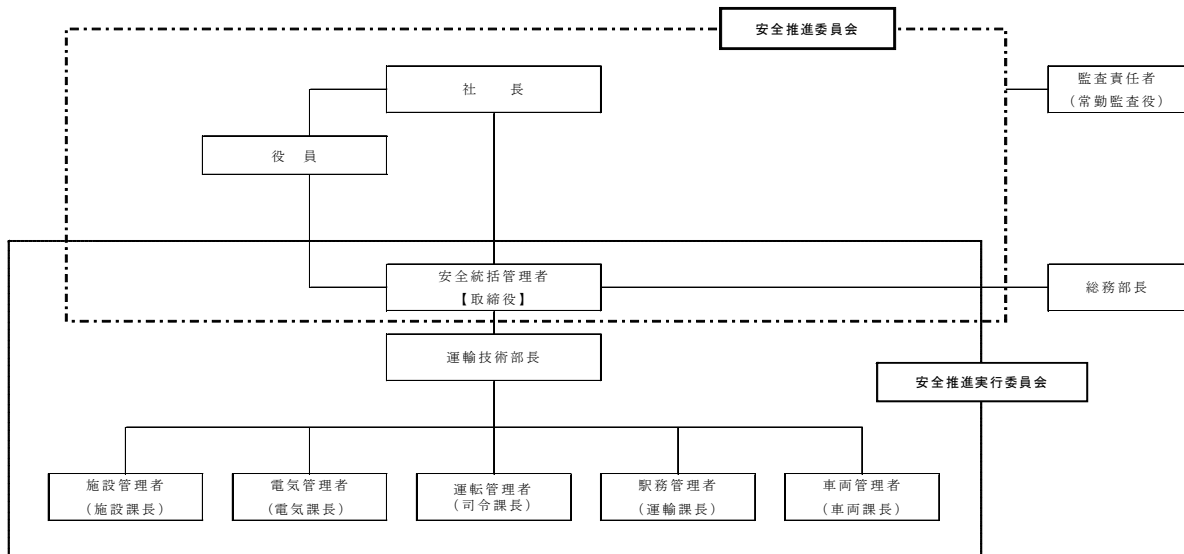 安全推進委員会
社　　長
監査責任者
(常勤監査役)
役　員
安全統括管理者
【取締役】
総務部長
運輸技術部長
安全推進実行委員会
施設管理者
(施設課長)
電気管理者
(電気課長)
運転管理者
(司令課長)
駅務管理者
(運輸課長)
車両管理者
(車両課長)